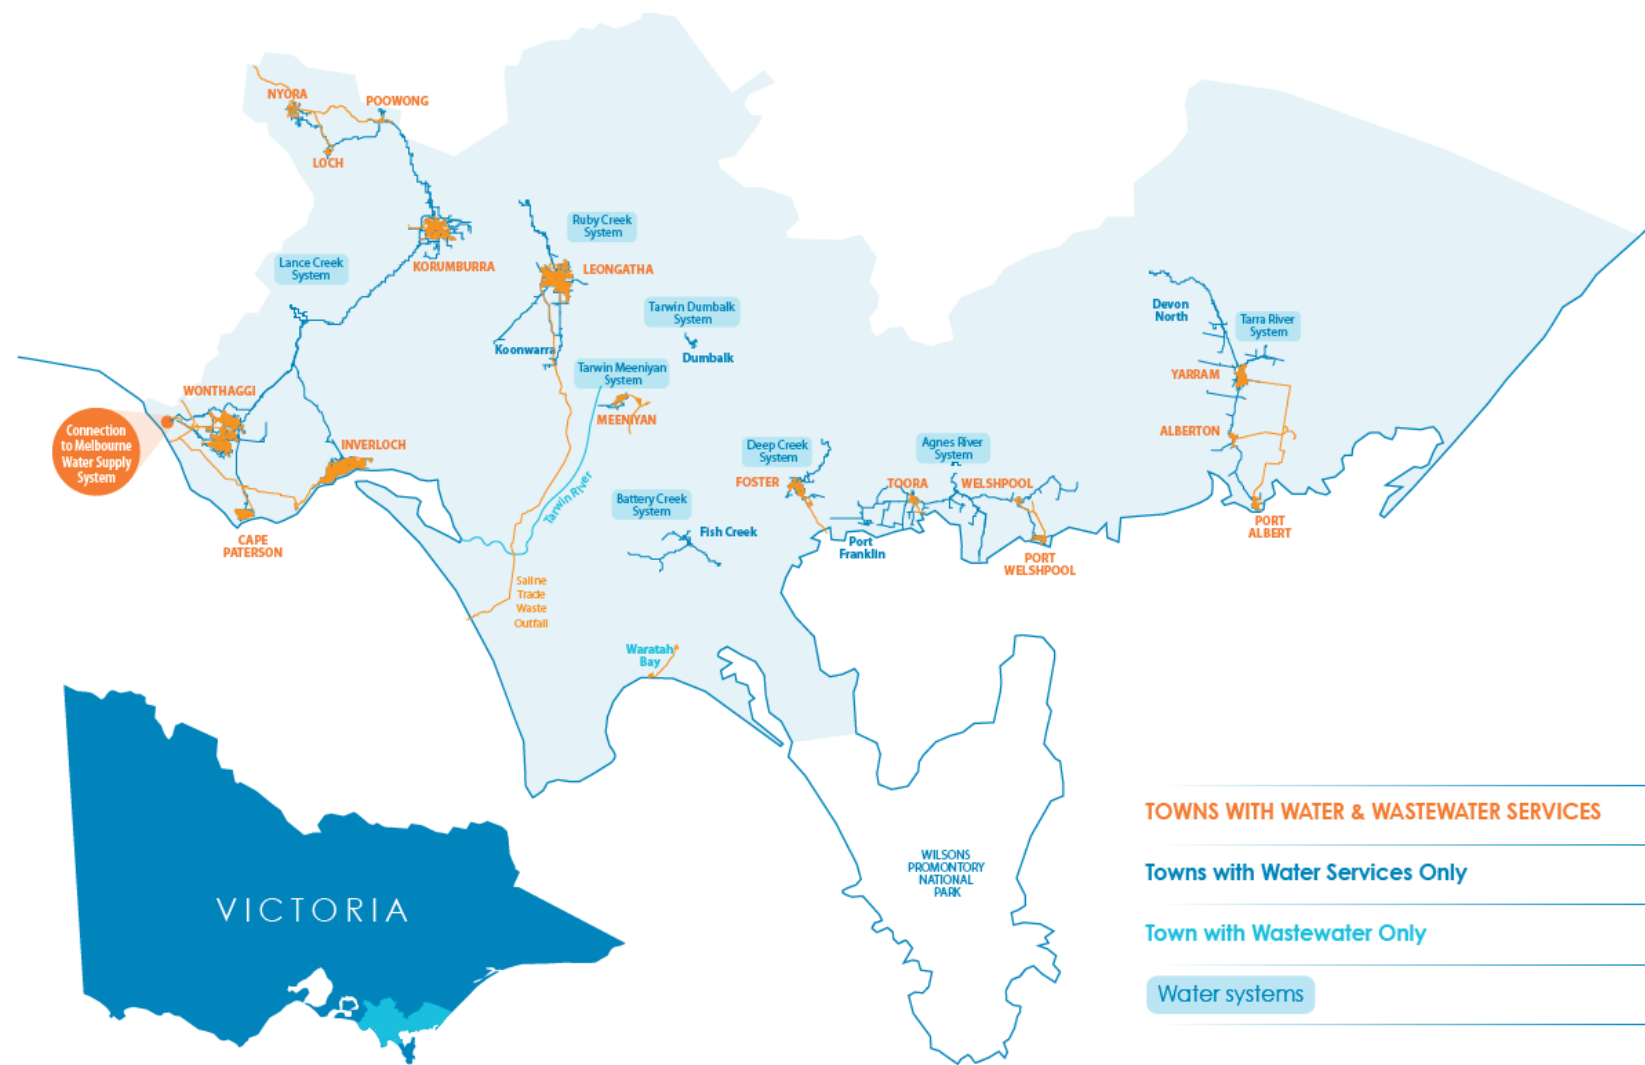 NYORA
POOWONG
LOCH
Ruby Creek
System
Lance Creek
System
KORUMBURRA
LEONGATHA
Tarwin Dumbalk
System
Devon
North
Tarra River
System
Koonwarra
Dumbalk
Tarwin Meeniyan
System
YARRAM
WONTHAGGI
MEENIYAN
Connection
to Melbourne
Water Supply
System
INVERLOCH
Deep Creek
System
Agnes River
System
ALBERTON
FOSTER
TOORA
WELSHPOOL
Tarwin River
Battery Creek
System
Fish Creek
CAPE
PATERSON
Port
Franklin
PORT
WELSHPOOL
PORT
ALBERT
Saline
Trade
Waste
Outfall
Waratah
Bay
WILSONS
PROMONTORY
NATIONAL
PARK
VICTORIA
TOWNS WITH WATER & WASTEWATER SERVICES
Towns with Water Services Only
Town with Wastewater Only
Water systems